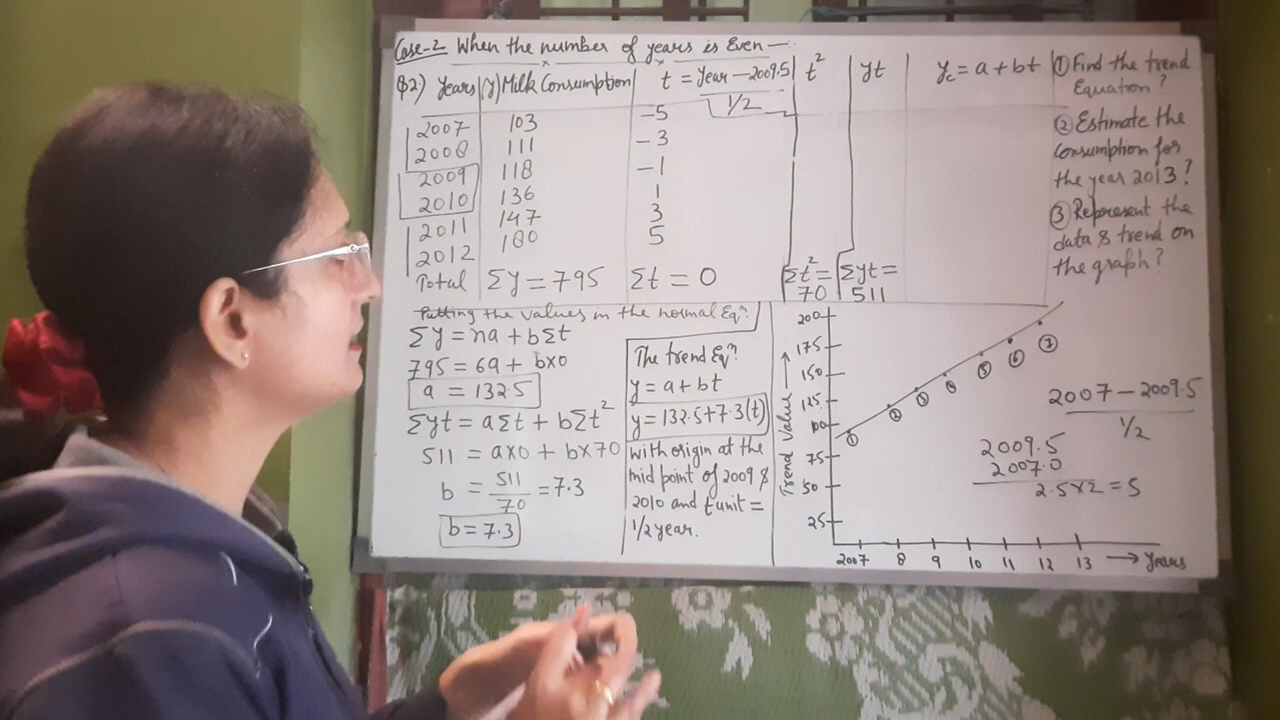 Case-2 When the number of years is Even—
Q2) Years (y) Milk Consumption t = Year - 2009.5 t² yt yc = a + bt
1/2
2007 103 -5
2008 111 -3
2009 118 -1
2010 136 1
2011 147 3
2012 180 5
Total Σy = 795 Σt = 0 Σt² = 70 Σyt = 511
① Find the trend
Equation?
② Estimate the
Consumption for
the year 2013?
③ Represent the
data & trend on
the graph?
Putting the values in the normal Eqn.
Σy = na + bΣt
795 = 6a + b×0
a = 132.5
Σyt = aΣt + bΣt²
511 = a×0 + b×70
b = 511/70 = 7.3
b = 7.3
The trend Eqn.
y = a + bt
y = 132.5+7.3(t)
with origin at the
mid point of 2009 &
2010 and t unit =
1/2 year.
Trend Value →
200
175
150
125
100
75
50
25
① ② ③ ④ ⑤ ⑥ ⑦
2007 8 9 10 11 12 13 → Years
2007 - 2009.5
1/2
2009.5
2007.0
2.5×2 = 5